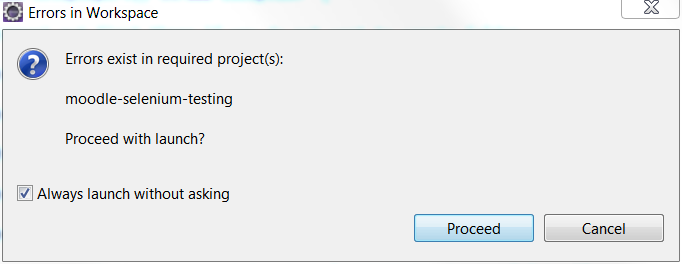 Errors in Workspace
Errors exist in required project(s):
moodle-selenium-testing
Proceed with launch?
Always launch without asking
Proceed
Cancel